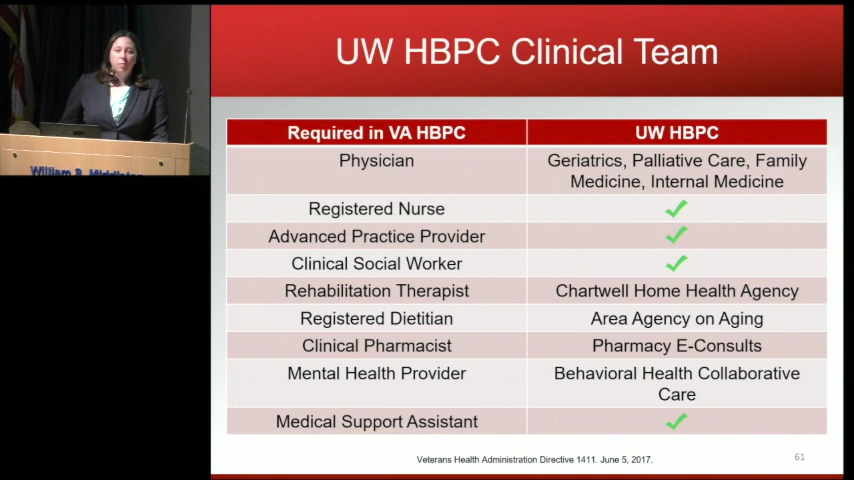 UW HBPC Clinical Team
Required in VA HBPC
UW HBPC
Physician
Geriatrics, Palliative Care, Family
Medicine, Internal Medicine
Registered Nurse
Advanced Practice Provider
Clinical Social Worker
Rehabilitation Therapist
Chartwell Home Health Agency
Registered Dietitian
Area Agency on Aging
Clinical Pharmacist
Pharmacy E-Consults
Mental Health Provider
Behavioral Health Collaborative
Care
Medical Support Assistant
Veterans Health Administration Directive 1411. June 5, 2017.
61
William S. Middleton